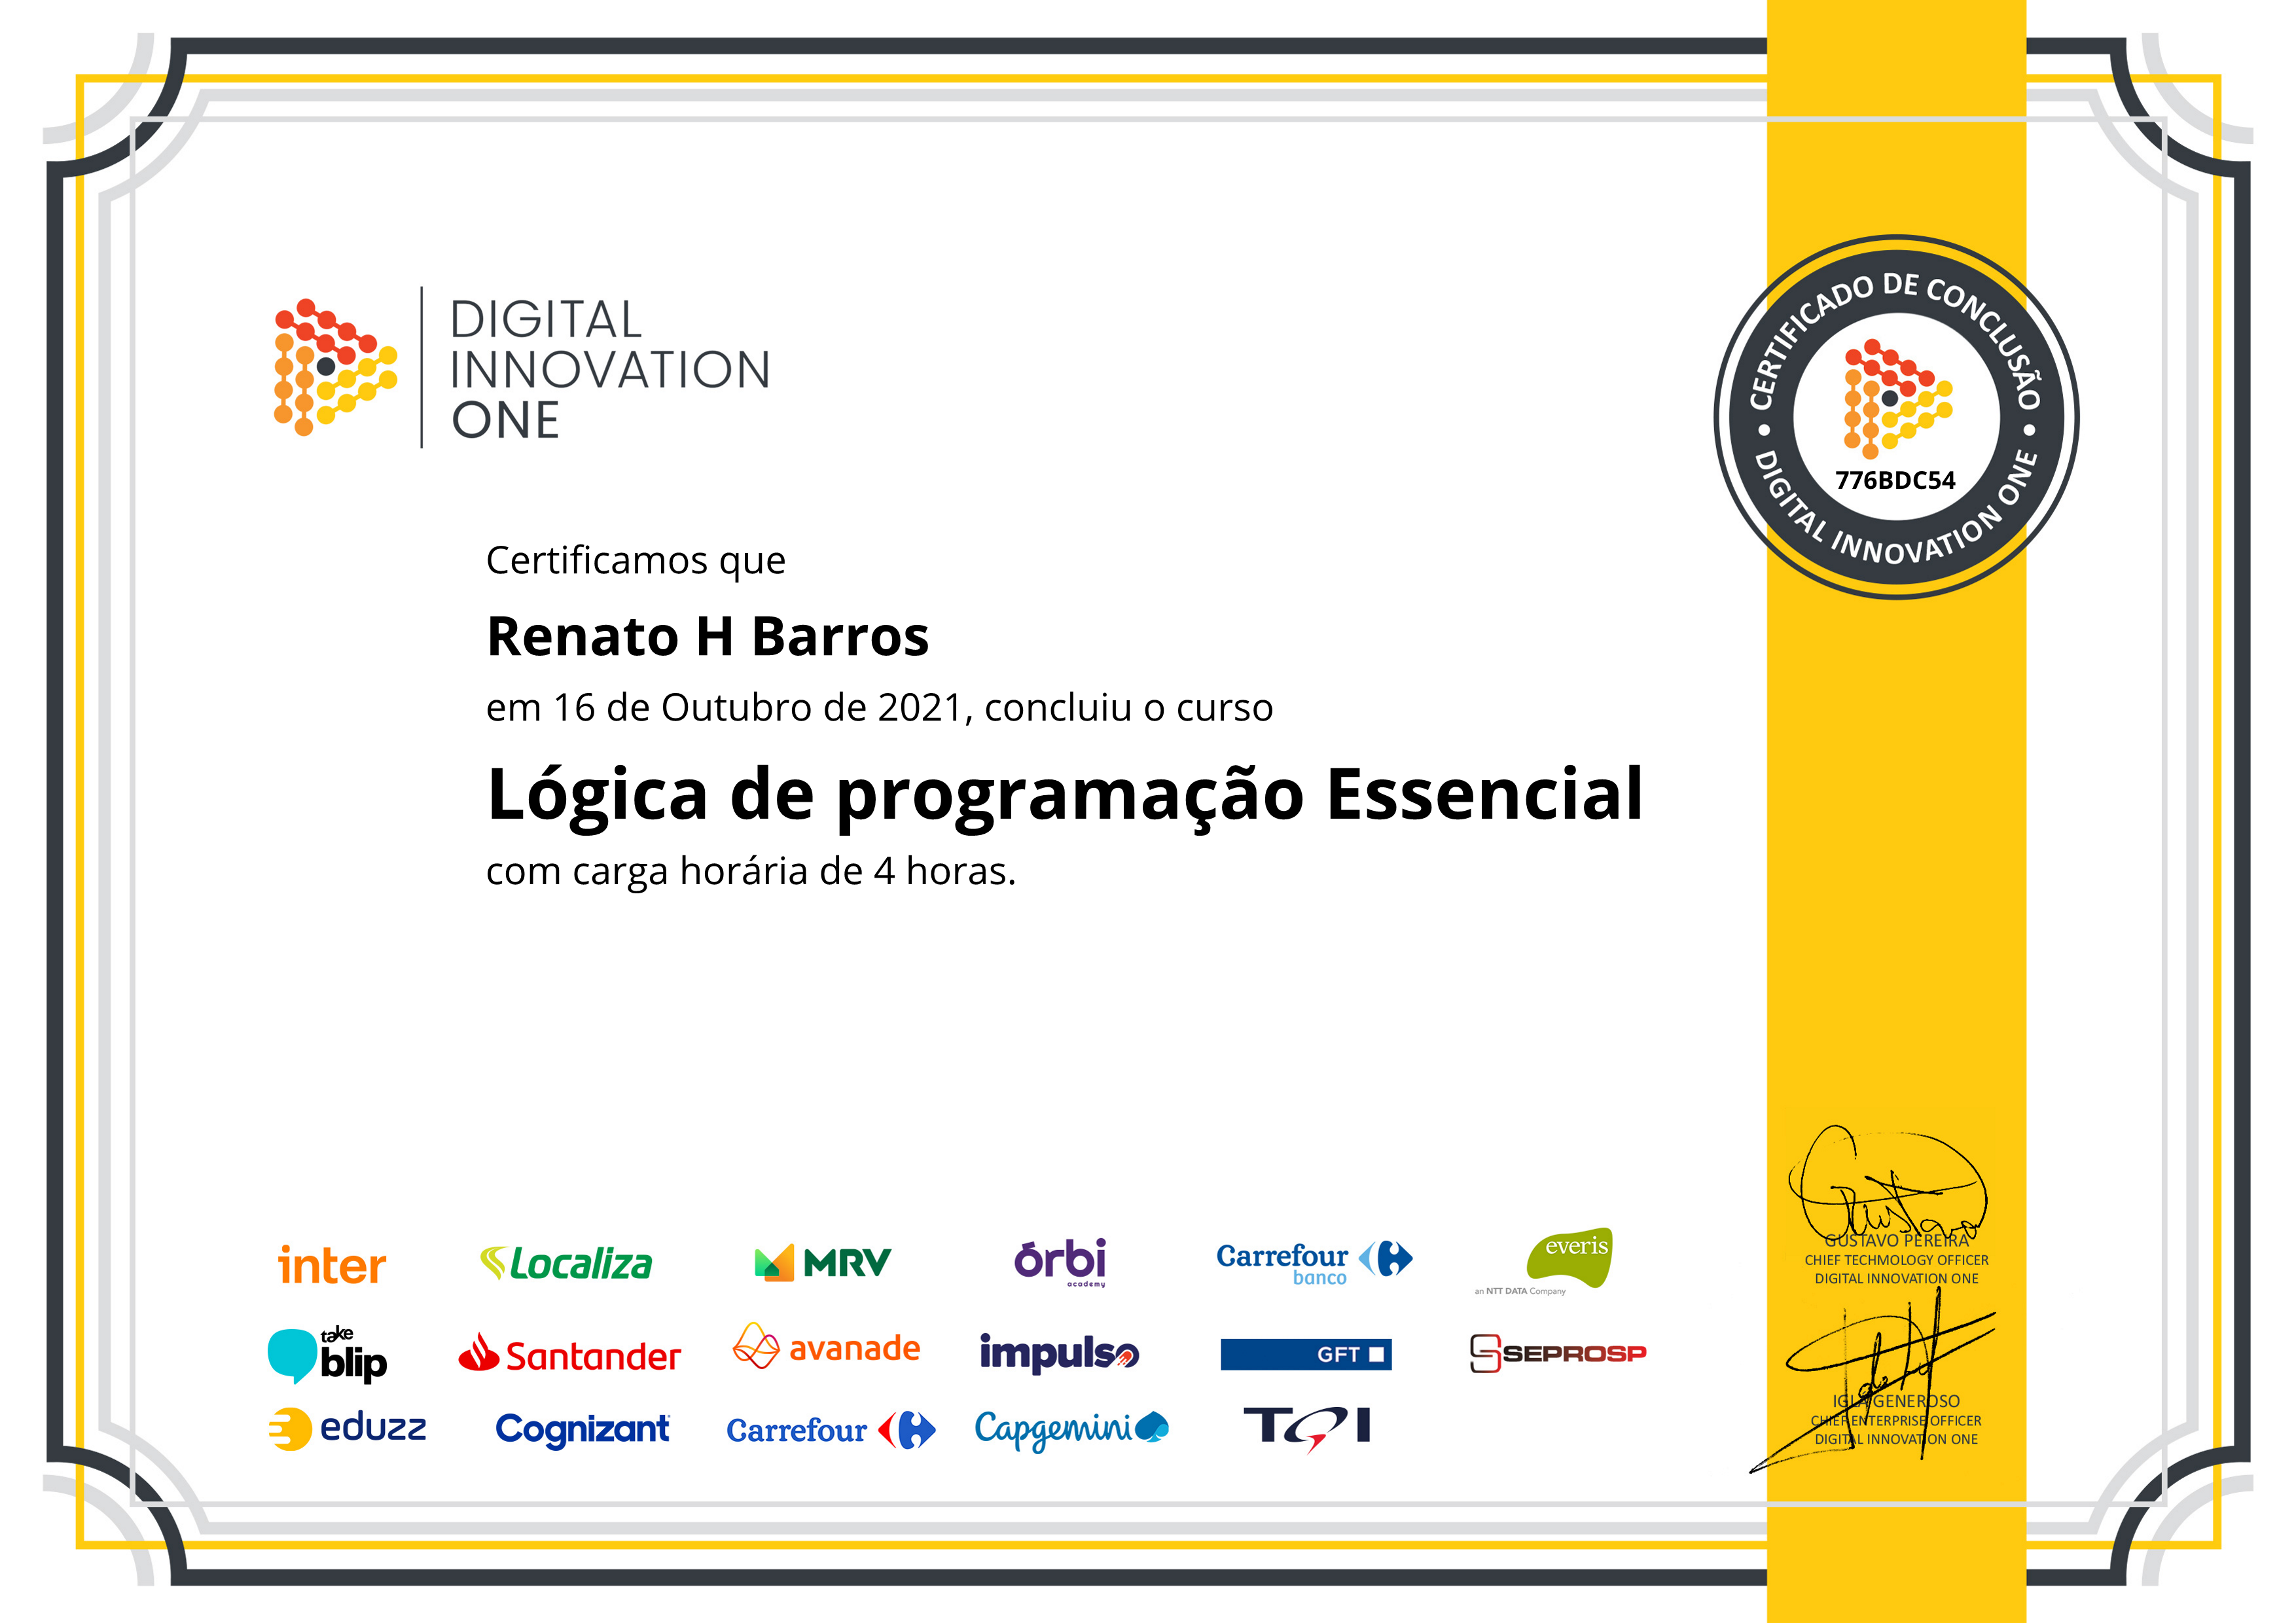 DIGITAL
INNOVATION
ONE
CERTIFICADO DE CONCLUSÃO
776BDC54
DIGITAL INNOVATION ONE
Certificamos que
Renato H Barros
em 16 de Outubro de 2021, concluiu o curso
Lógica de programação Essencial
com carga horária de 4 horas.
GUSTAVO PEREIRA
CHIEF TECHMOLOGY OFFICER
DIGITAL INNOVATION ONE
inter
Localiza
MRV
órbi
academy
Carrefour
banco
everis
an NTT DATA Company
take
blip
Santander
avanade
impulso
GFT
SEPROSP
eduzz
Cognizant
Carrefour
Capgemini
TQI
IGLA GENEROSO
CHIEF ENTERPRISE OFFICER
DIGITAL INNOVATION ONE